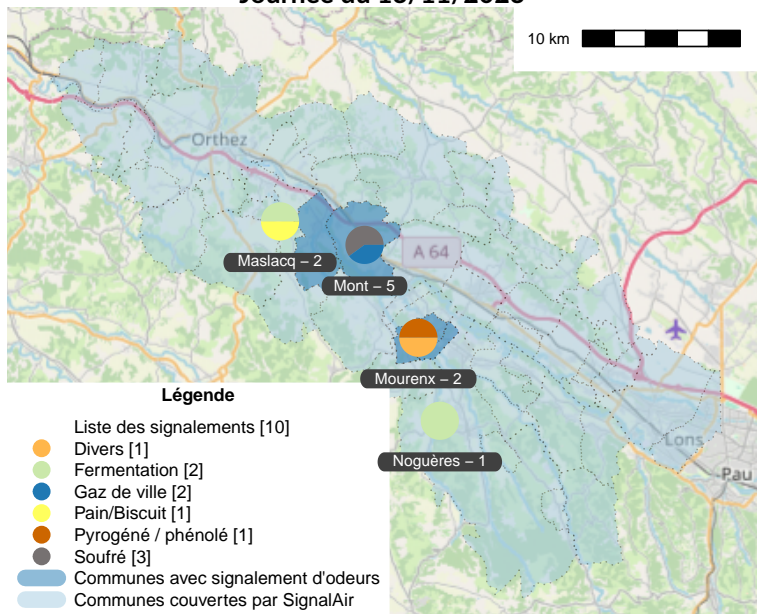 10 km
Orthez
A 64
Maslacq – 2
Mont – 5
Mourenx – 2
Noguères – 1
Lons
Pau
Légende
Liste des signalements [10]
Divers [1]
Fermentation [2]
Gaz de ville [2]
Pain/Biscuit [1]
Pyrogéné / phénolé [1]
Soufré [3]
Communes avec signalement d'odeurs
Communes couvertes par SignalAir